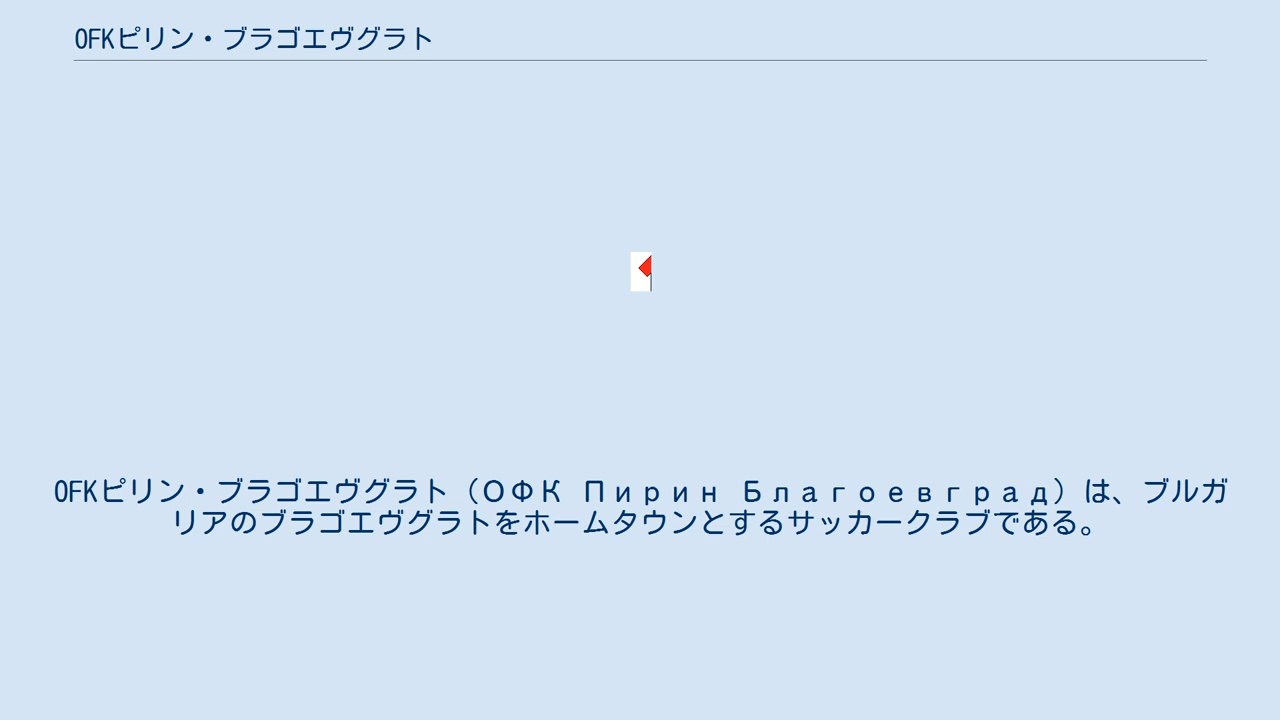 OFKピリン・ブラゴエヴグラト
OFKピリン・ブラゴエヴグラト（ОФК Пирин Благоевград）は、ブルガ
リアのブラゴエヴグラトをホームタウンとするサッカークラブである。